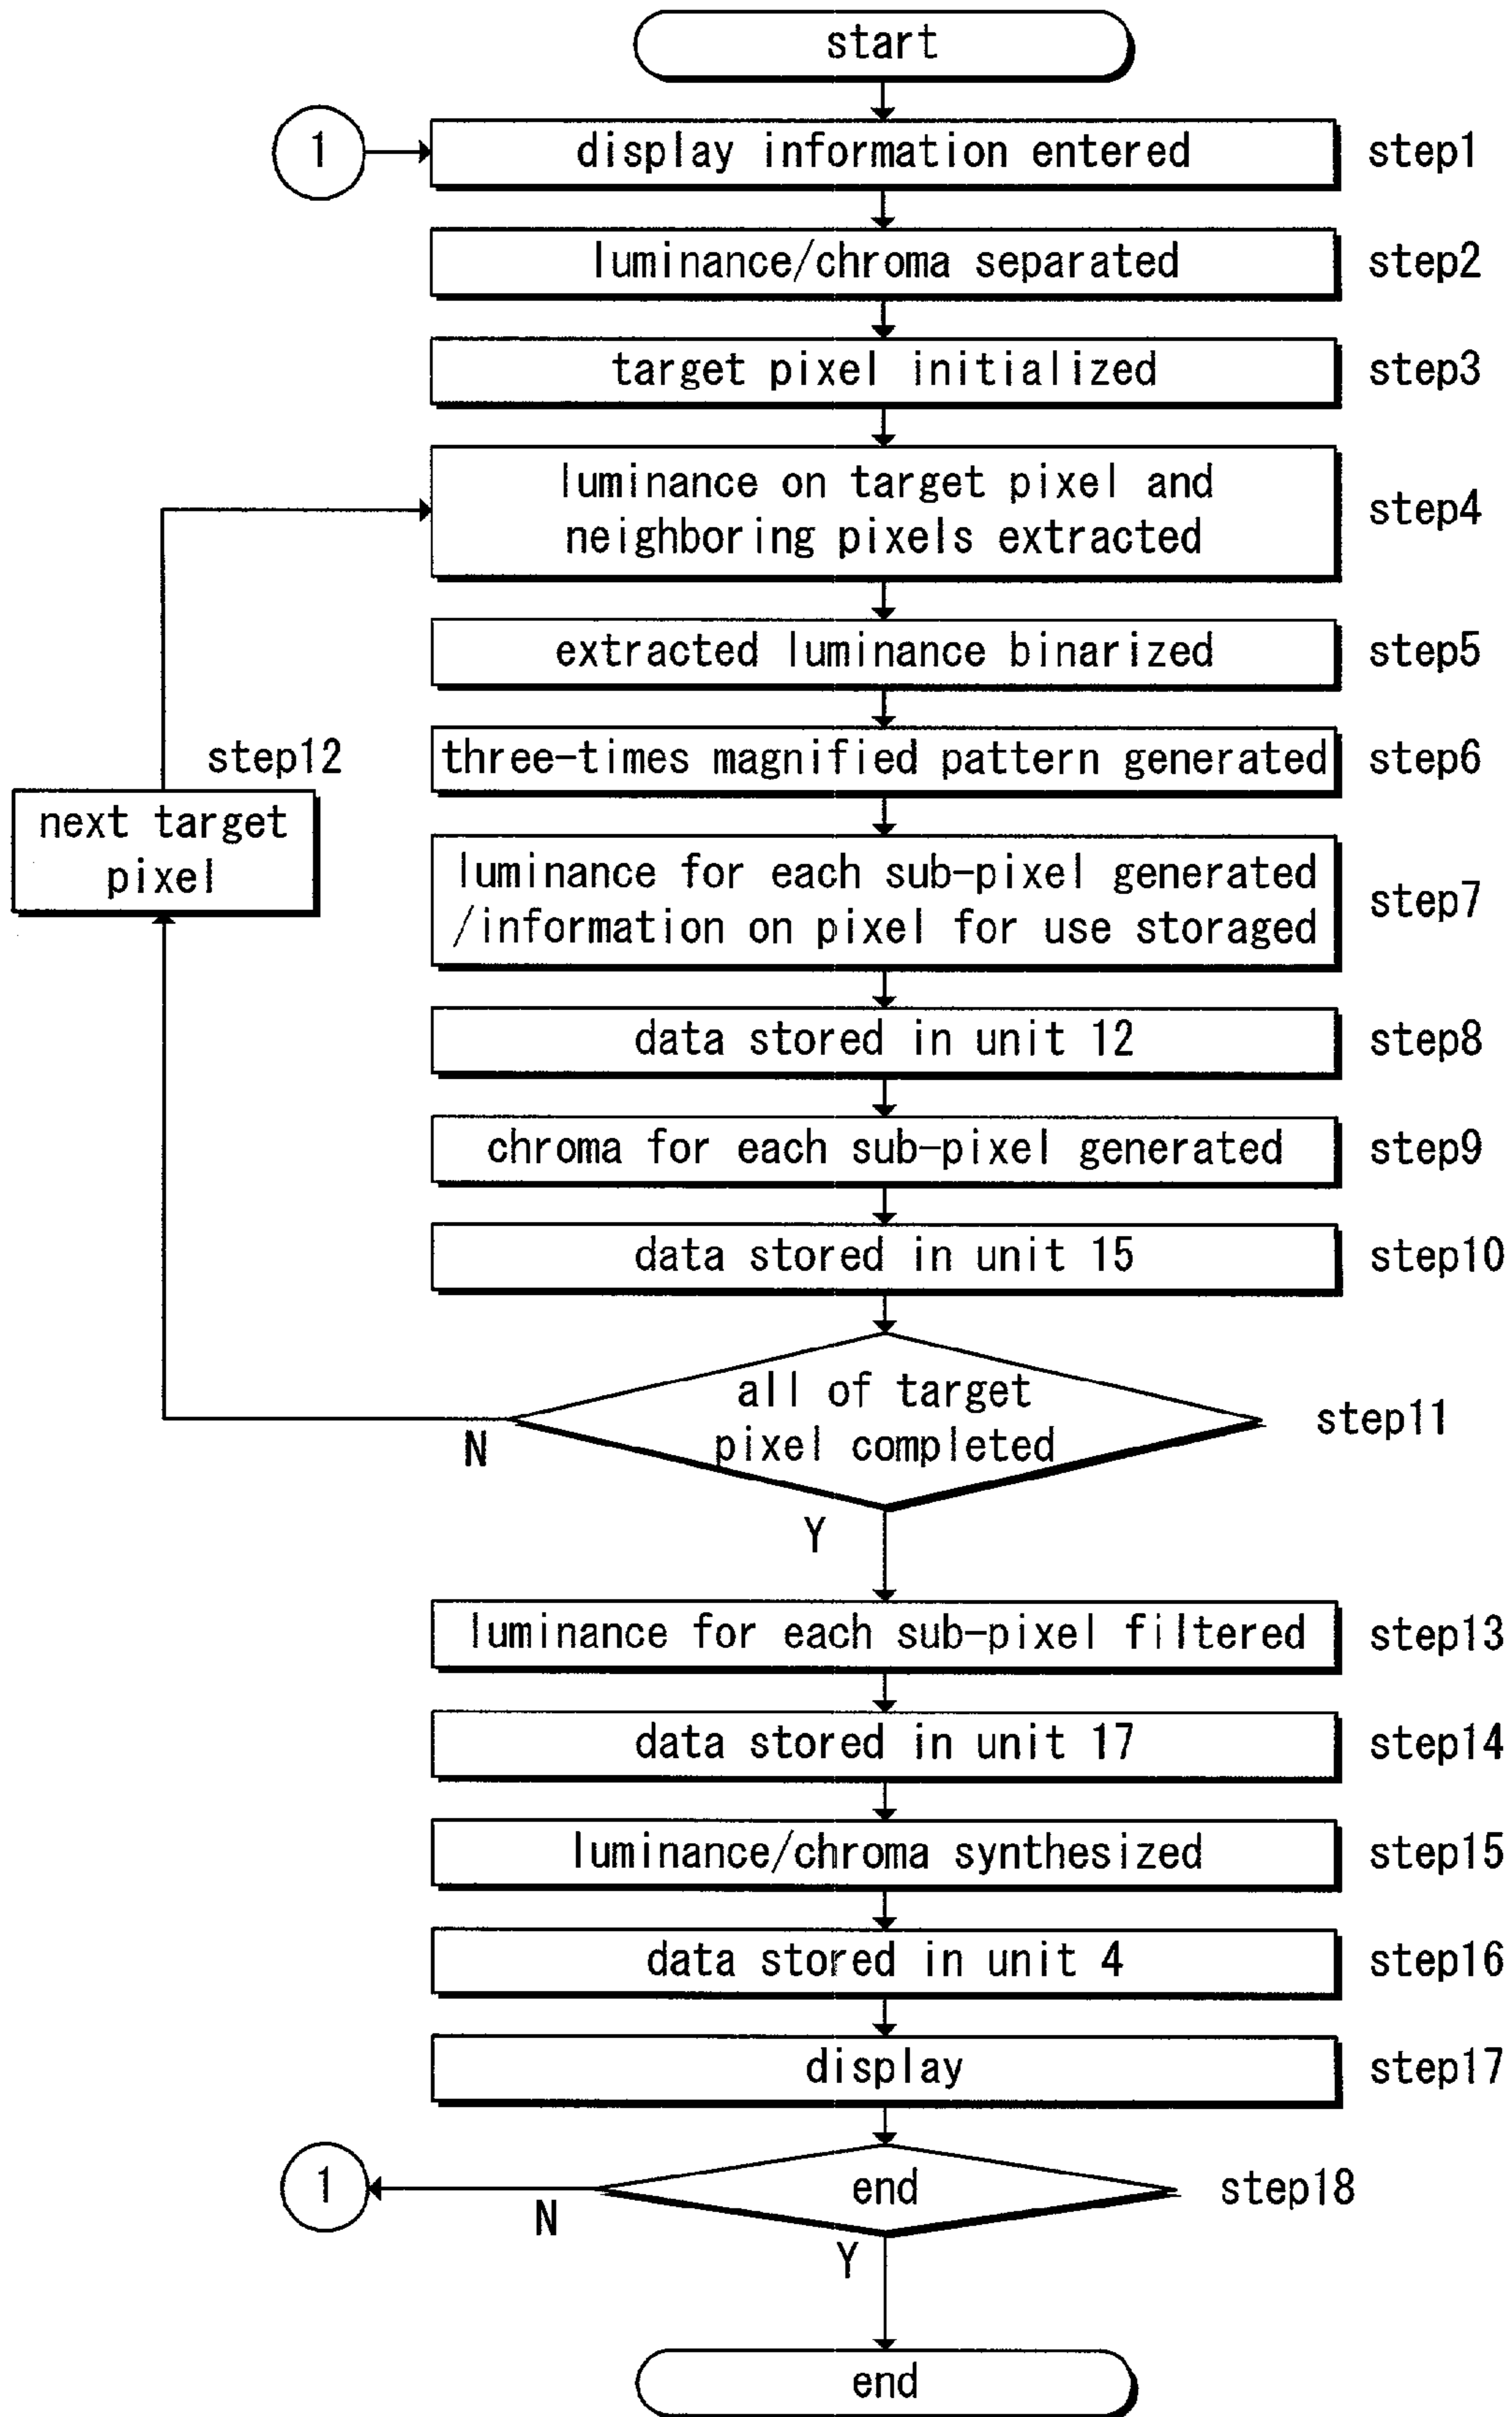 start
1
display information entered
step1
luminance/chroma separated
step2
target pixel initialized
step3
luminance on target pixel and
neighboring pixels extracted
step4
extracted luminance binarized
step5
three-times magnified pattern generated
step6
step12
next target
pixel
luminance for each sub-pixel generated
/information on pixel for use storaged
step7
data stored in unit 12
step8
chroma for each sub-pixel generated
step9
data stored in unit 15
step10
all of target
pixel completed
step11
N
Y
luminance for each sub-pixel filtered
step13
data stored in unit 17
step14
luminance/chroma synthesized
step15
data stored in unit 4
step16
display
step17
1
end
step18
N
Y
end